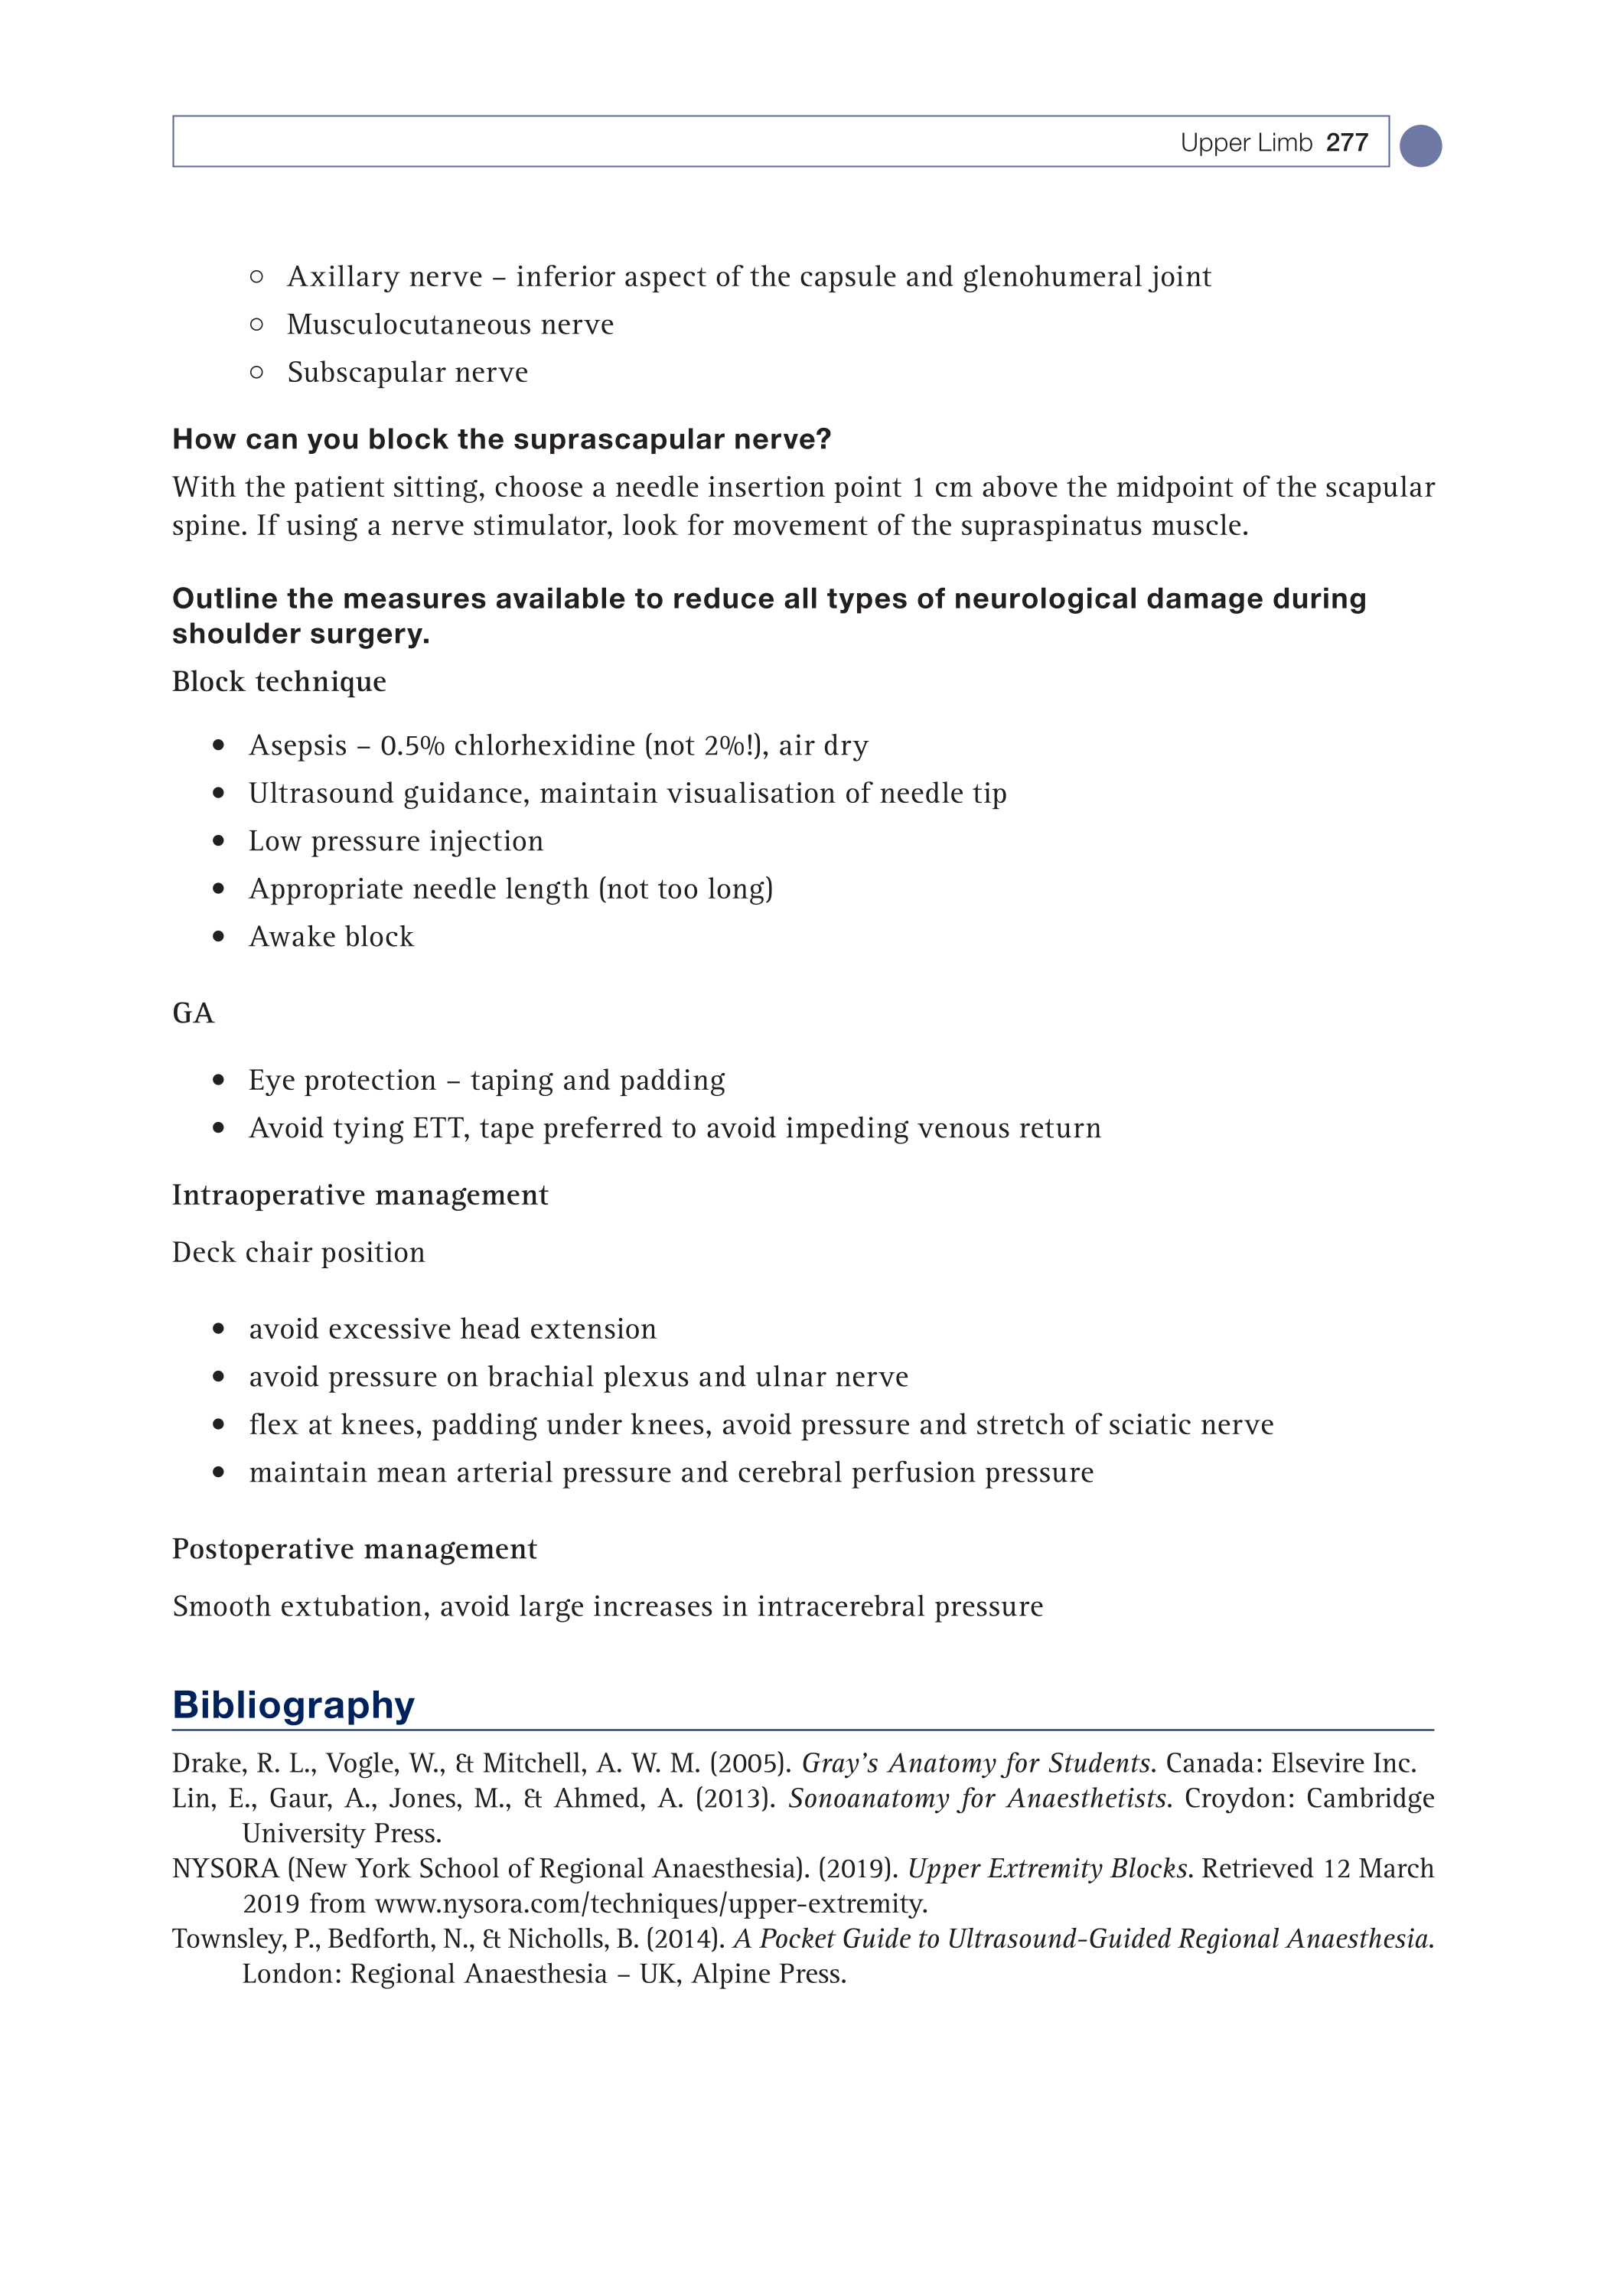 Upper Limb 277
○ Axillary nerve – inferior aspect of the capsule and glenohumeral joint
○ Musculocutaneous nerve
○ Subscapular nerve
How can you block the suprascapular nerve?
With the patient sitting, choose a needle insertion point 1 cm above the midpoint of the scapular
spine. If using a nerve stimulator, look for movement of the supraspinatus muscle.
Outline the measures available to reduce all types of neurological damage during
shoulder surgery.
Block technique
• Asepsis – 0.5% chlorhexidine (not 2%!), air dry
• Ultrasound guidance, maintain visualisation of needle tip
• Low pressure injection
• Appropriate needle length (not too long)
• Awake block
GA
• Eye protection – taping and padding
• Avoid tying ETT, tape preferred to avoid impeding venous return
Intraoperative management
Deck chair position
• avoid excessive head extension
• avoid pressure on brachial plexus and ulnar nerve
• flex at knees, padding under knees, avoid pressure and stretch of sciatic nerve
• maintain mean arterial pressure and cerebral perfusion pressure
Postoperative management
Smooth extubation, avoid large increases in intracerebral pressure
Bibliography
Drake, R. L., Vogle, W., & Mitchell, A. W. M. (2005). Gray's Anatomy for Students. Canada: Elsevire Inc.
Lin, E., Gaur, A., Jones, M., & Ahmed, A. (2013). Sonoanatomy for Anaesthetists. Croydon: Cambridge
University Press.
NYSORA (New York School of Regional Anaesthesia). (2019). Upper Extremity Blocks. Retrieved 12 March
2019 from www.nysora.com/techniques/upper-extremity.
Townsley, P., Bedforth, N., & Nicholls, B. (2014). A Pocket Guide to Ultrasound-Guided Regional Anaesthesia.
London: Regional Anaesthesia – UK, Alpine Press.